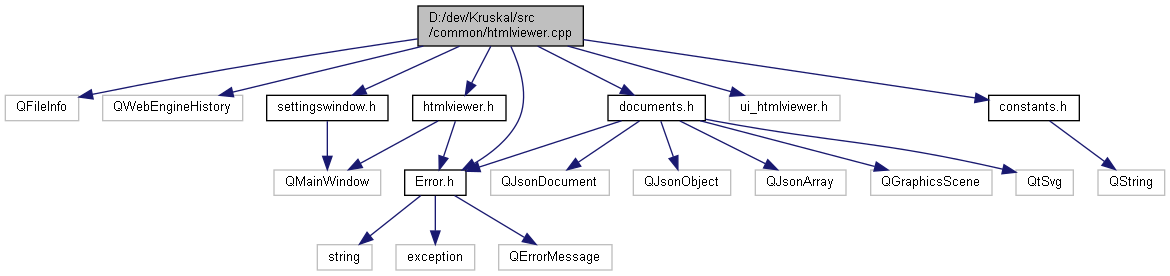 D:/dev/Kruskal/src
/common/htmlviewer.cpp
QFileInfo
QWebEngineHistory
settingswindow.h
htmlviewer.h
documents.h
ui_htmlviewer.h
constants.h
QMainWindow
Error.h
QJsonDocument
QJsonObject
QJsonArray
QGraphicsScene
QtSvg
QString
string
exception
QErrorMessage